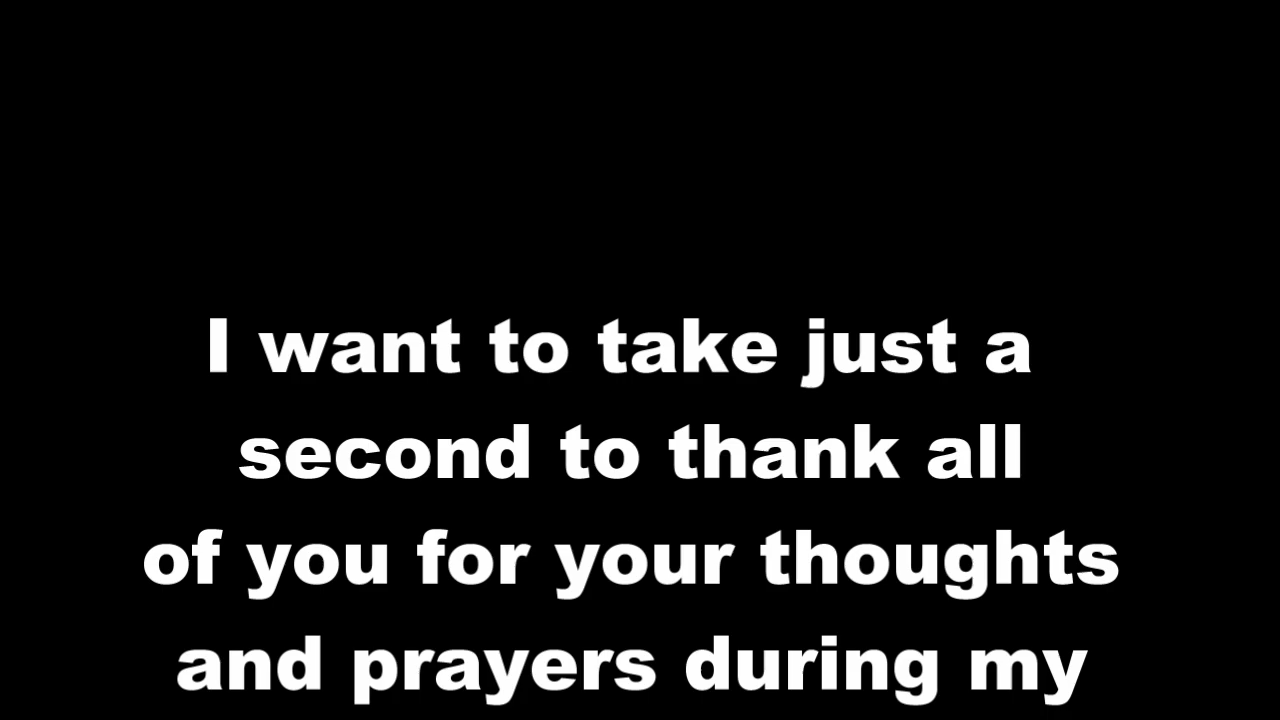 I want to take just a
second to thank all
of you for your thoughts
and prayers during my